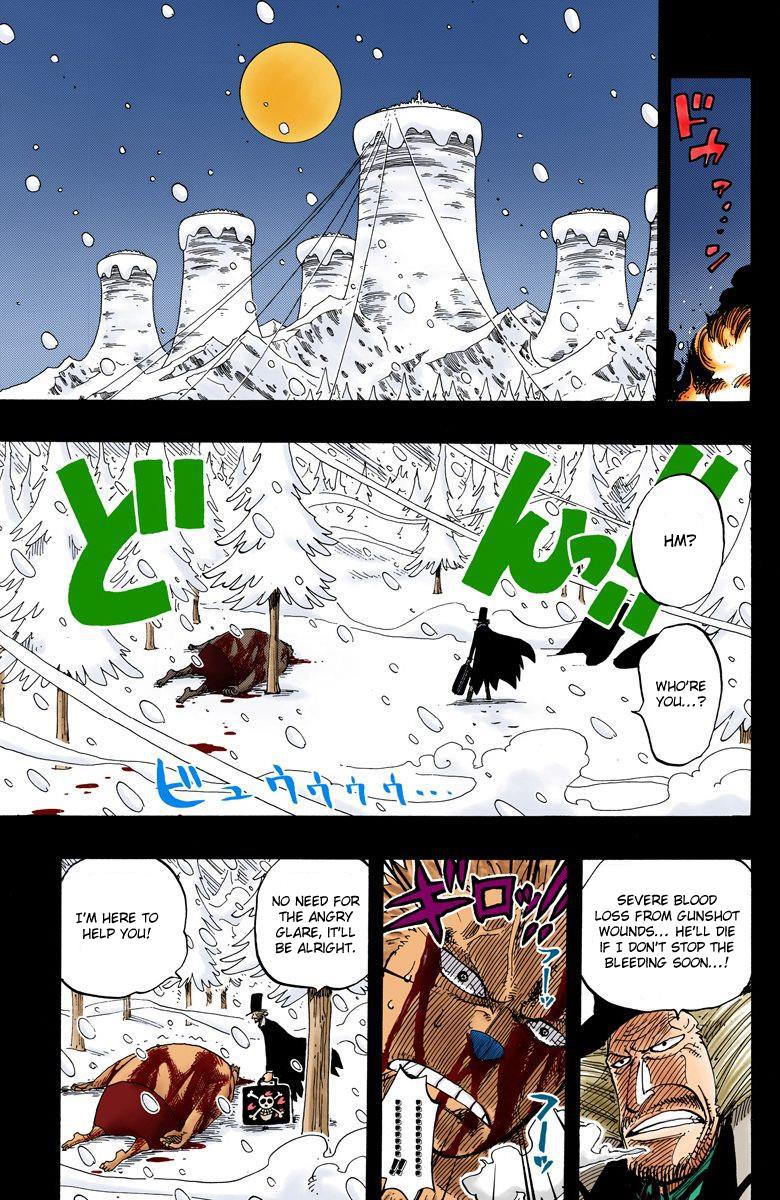 ドカァ…ン
HM?
WHO'RE
YOU...?
どんっ!!
ビュウウウウ…
SEVERE BLOOD
LOSS FROM GUNSHOT
WOUNDS... HE'LL DIE
IF I DON'T STOP THE
BLEEDING SOON...!
ギロッ!!
フーッ
フーッ
NO NEED FOR
THE ANGRY
GLARE, IT'LL
BE ALRIGHT.
I'M HERE TO
HELP YOU!